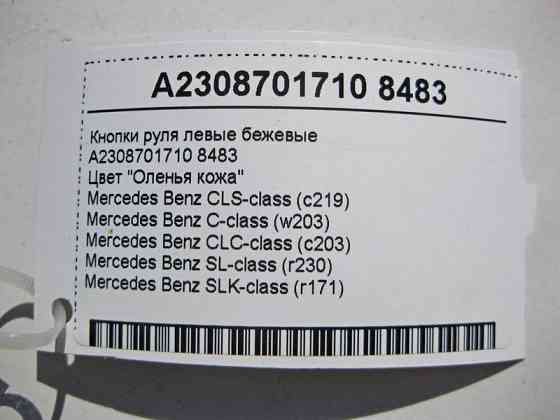 A2308701710 8483
Кнопки руля левые бежевые
A2308701710 8483
Цвет "Оленья кожа"
Mercedes Benz CLS-class (c219)
Mercedes Benz C-class (w203)
Mercedes Benz CLC-class (c203)
Mercedes Benz SL-class (r230)
Mercedes Benz SLK-class (r171)